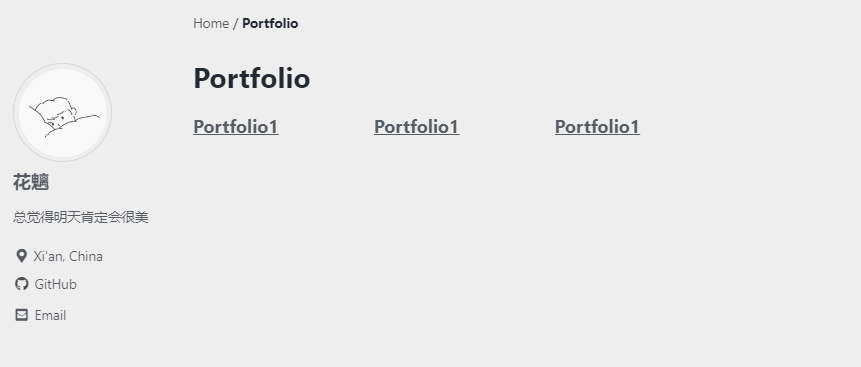 Home / Portfolio
Portfolio
Portfolio1 Portfolio1 Portfolio1
花魑
总觉得明天肯定会很美
Xi'an, China
GitHub
Email